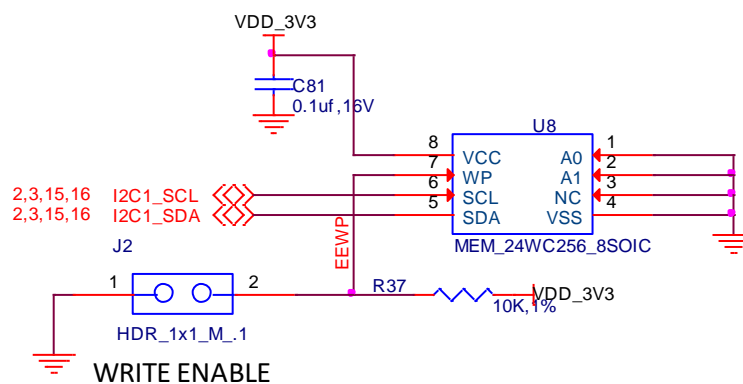 VDD_3V3
C81
0.1uf,16V
U8
8 VCC A0 1
7 WP A1 2
2,3,15,16 I2C1_SCL 6 SCL NC 3
2,3,15,16 I2C1_SDA 5 SDA VSS 4
MEM_24WC256_8SOIC
J2
EEWP
1 2 R37 VDD_3V3
10K,1%
HDR_1x1_M_.1
WRITE ENABLE